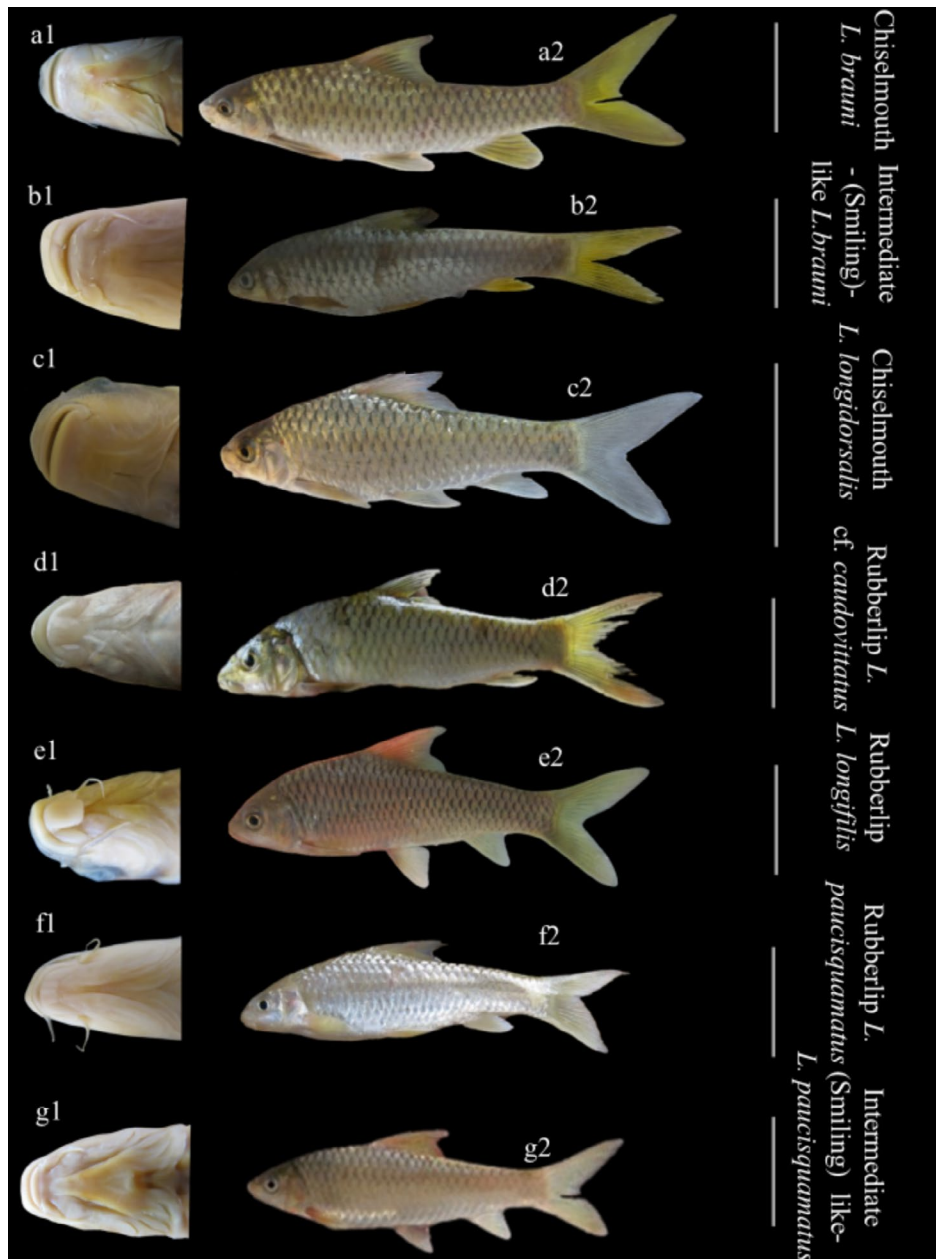 a1
a2
Chiselmouth
L. brauni
b1
b2
Intermediate
- (Smiling)-
like L.brauni
c1
c2
Chiselmouth
L. longidorsalis
d1
d2
Rubberlip L.
cf. caudovittatus
e1
e2
Rubberlip
L. longifilis
f1
f2
Rubberlip L.
paucisquamatus
g1
g2
Intermediate
(Smiling) like-
L. paucisquamatus